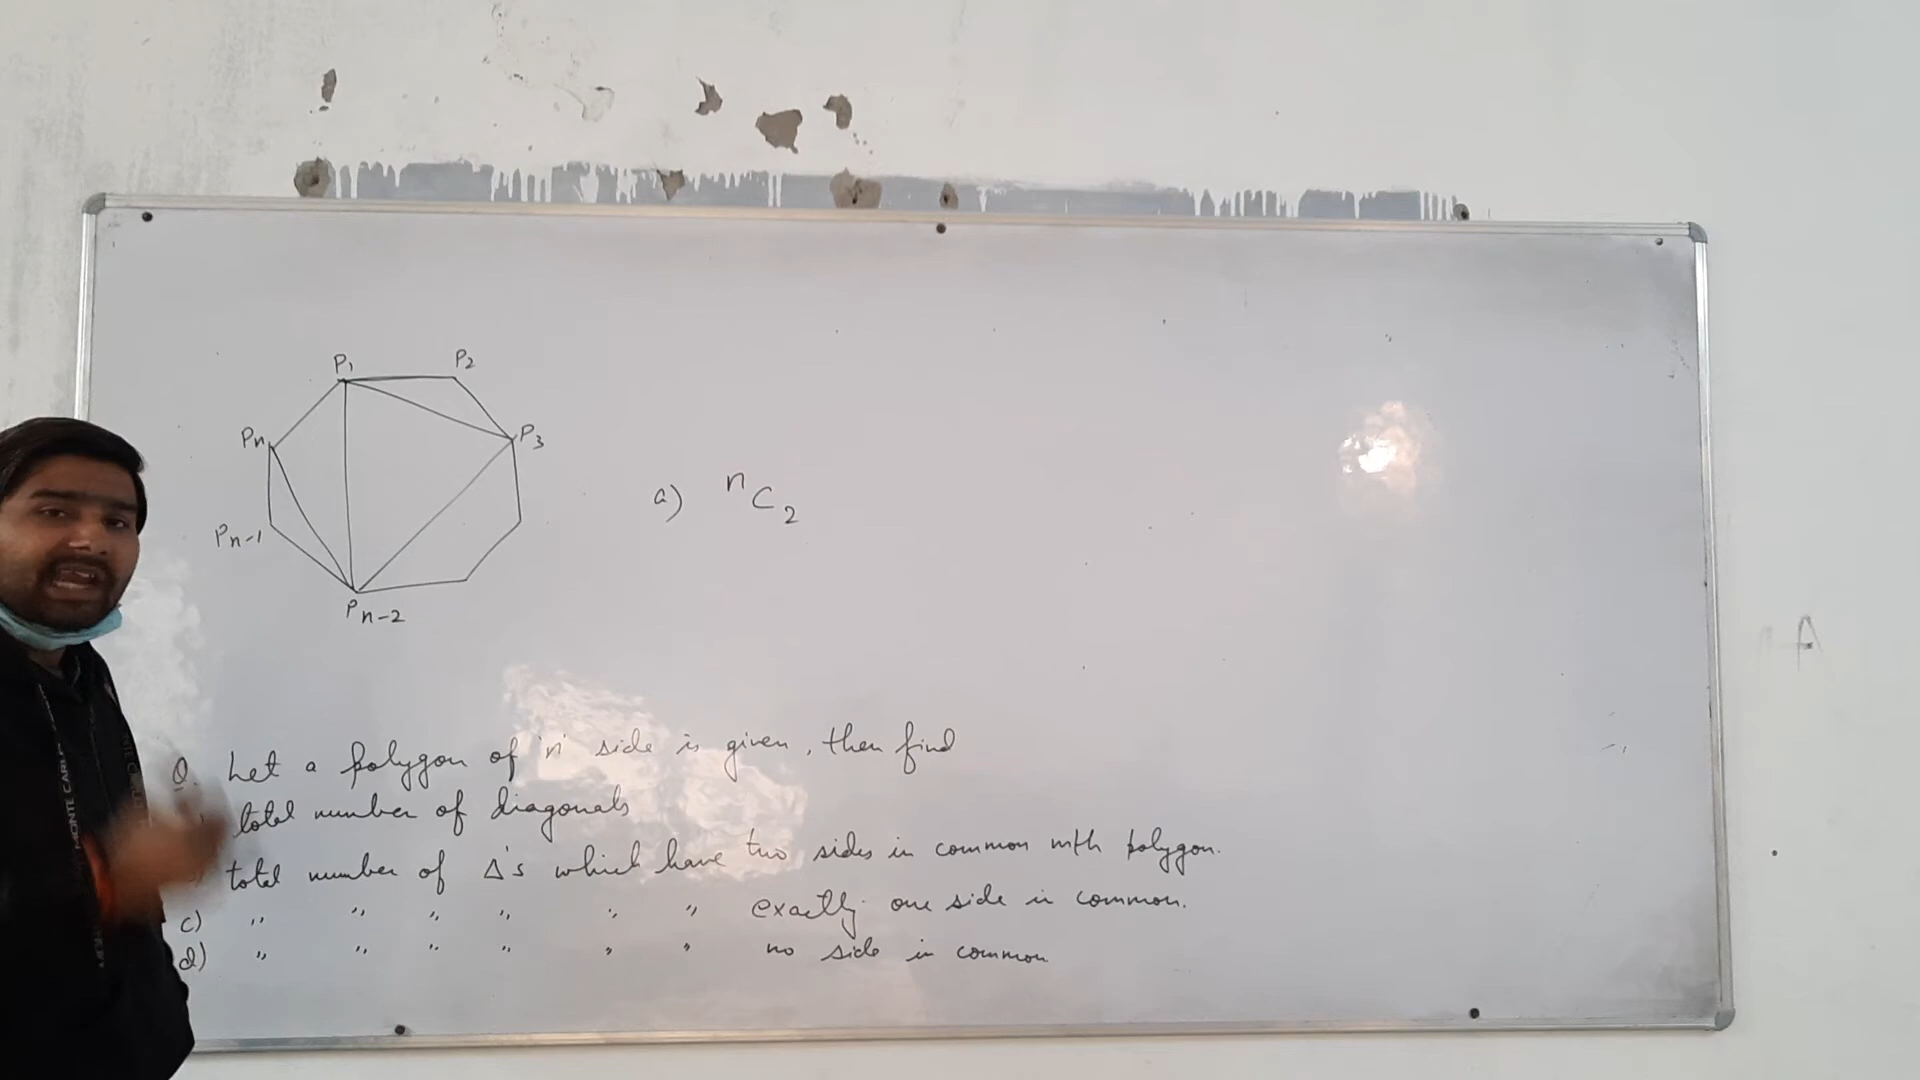 P1 P2
Pn P3
Pn-1
Pn-2
a) nC2
Q. Let a polygon of 'n' side is given, then find
total number of diagonals
total number of Δ's which have two sides in common with polygon.
c) " " " " " " exactly one side in common.
d) " " " " " " no side in common
A
MONTE CARLO